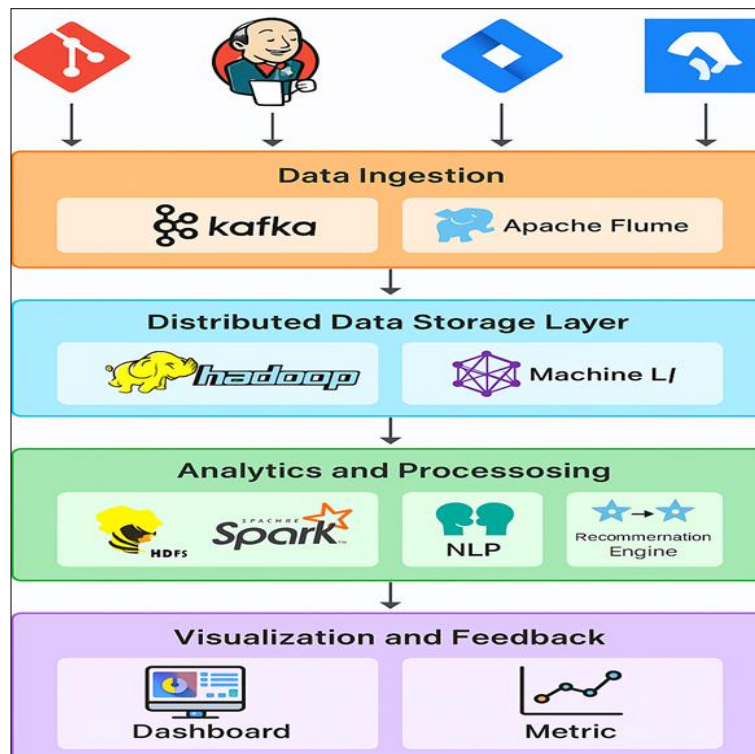 Data Ingestion
kafka
Apache Flume
Distributed Data Storage Layer
hadoop
Machine L/
Analytics and Processosing
HDFS
SPACHRE
Spark
NLP
Recommernation
Engine
Visualization and Feedback
Dashboard
Metric